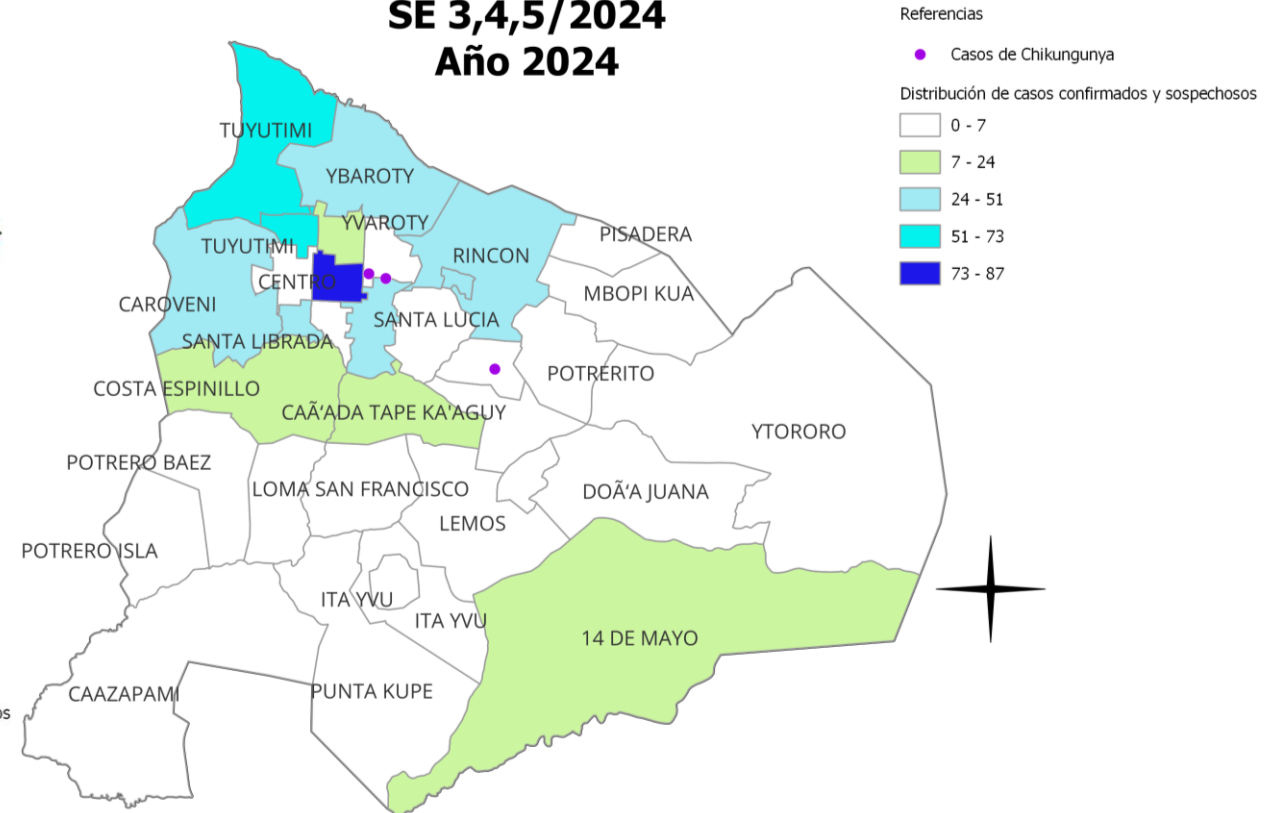 SE 3,4,5/2024
Año 2024
Referencias
Casos de Chikungunya
Distribución de casos confirmados y sospechosos
0 - 7
7 - 24
24 - 51
51 - 73
73 - 87
TUYUTIMI
YBAROTY
YVAROTY
PISADERA
TUYUTIMI
RINCON
CENTRO
MBOPI KUA
CAROVENI
SANTA LUCIA
SANTA LIBRADA
POTRERITO
COSTA ESPINILLO
CAÃ‘ADA TAPE KA'AGUY
YTORORO
POTRERO BAEZ
LOMA SAN FRANCISCO
DOÃ‘A JUANA
LEMOS
POTRERO ISLA
ITA YVU
ITA YVU
14 DE MAYO
CAAZAPAMI
PUNTA KUPE
os